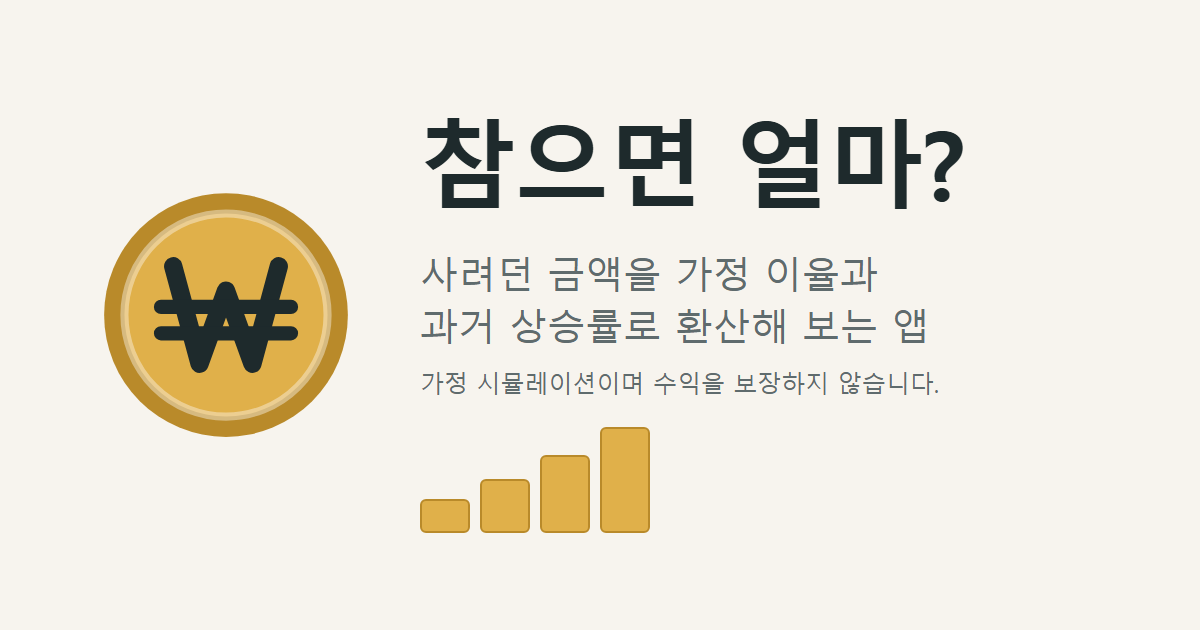 참으면 얼마?
사려던 금액을 가정 이율과
과거 상승률로 환산해 보는 앱
가정 시뮬레이션이며 수익을 보장하지 않습니다.
₩